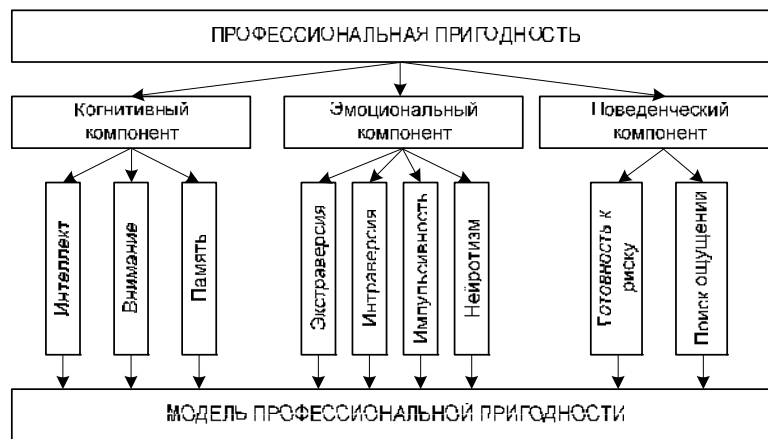 ПРОФЕССИОНАЛЬНАЯ ПРИГОДНОСТЬ
Когнитивный
компонент
Эмоциональный
компонент
Поведенческий
компонент
Интеллект
Внимание
Память
Экстраверсия
Интраверсия
Импульсивность
Нейротизм
Готовность к
риску
Поиск ощущений
МОДЕЛЬ ПРОФЕССИОНАЛЬНОЙ ПРИГОДНОСТИ